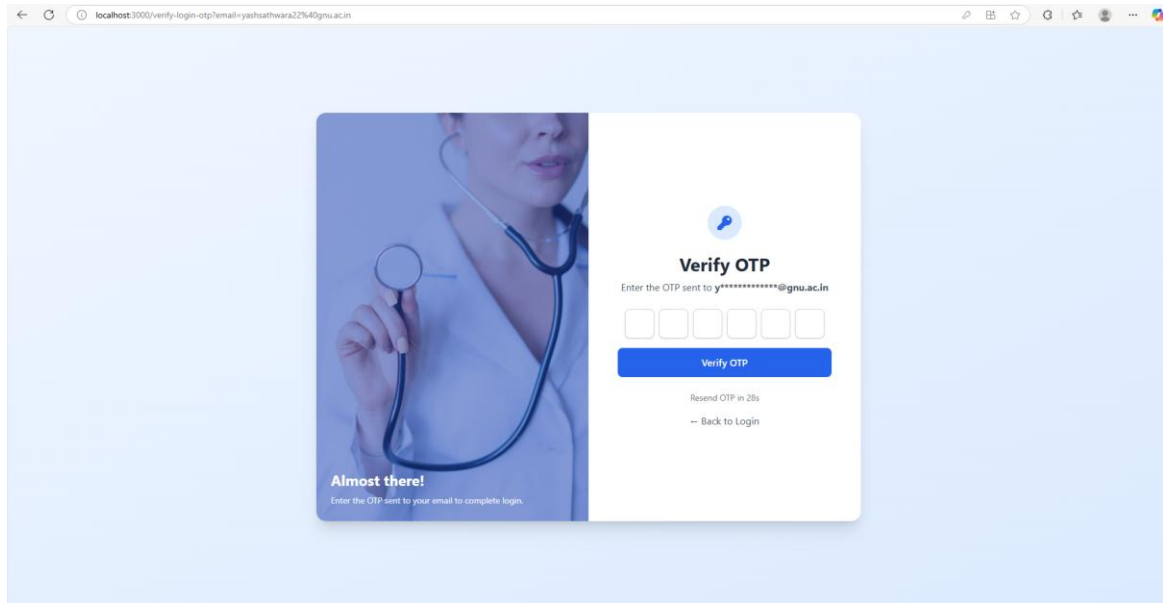 localhost:3000/verify-login-otp?email=yashsathwara22%40gnu.ac.in
Verify OTP
Enter the OTP sent to y*************@gnu.ac.in
Verify OTP
Resend OTP in 28s
← Back to Login
Almost there!
Enter the OTP sent to your email to complete login.